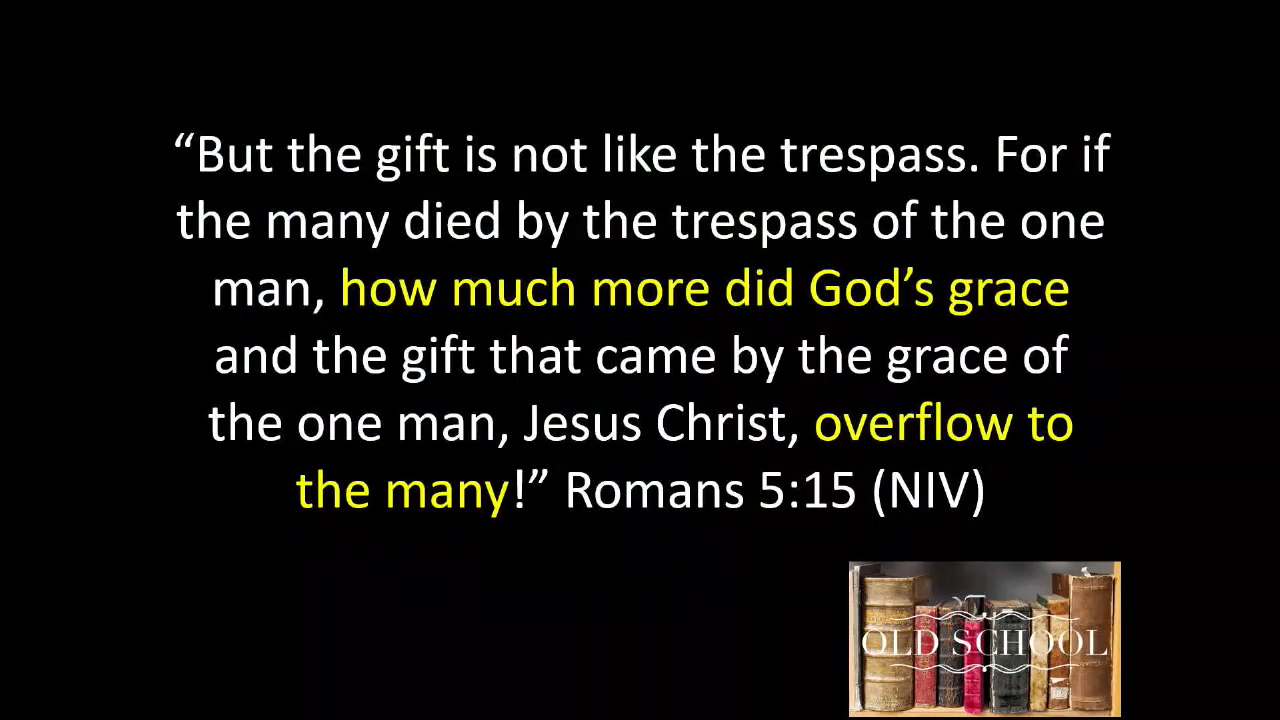 “But the gift is not like the trespass. For if
the many died by the trespass of the one
man, how much more did God’s grace
and the gift that came by the grace of
the one man, Jesus Christ, overflow to
the many!” Romans 5:15 (NIV)
OLD SCHOOL